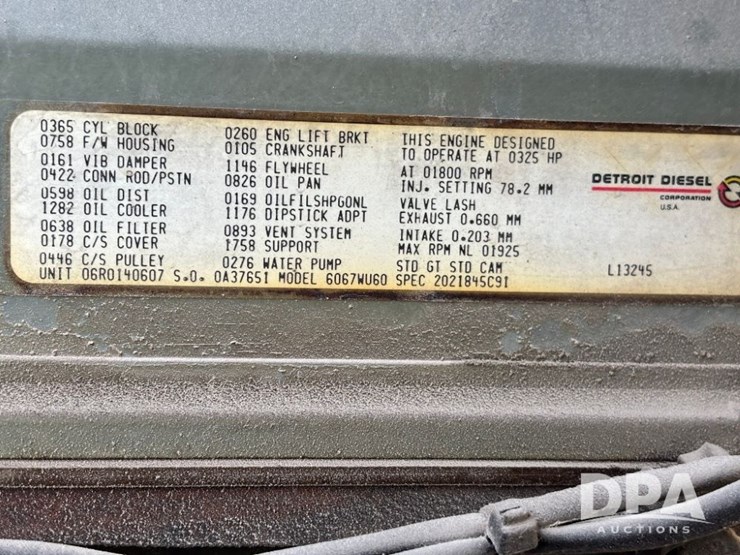 0365 CYL BLOCK
0758 F/W HOUSING
0161 VIB DAMPER
0422 CONN ROD/PSTN
0598 OIL DIST
1282 OIL COOLER
0638 OIL FILTER
0178 C/S COVER
0446 C/S PULLEY
0260 ENG LIFT BRKT
0105 CRANKSHAFT
1146 FLYWHEEL
0826 OIL PAN
0169 OILFILSHPGONL
1176 DIPSTICK ADPT
0893 VENT SYSTEM
1758 SUPPORT
0276 WATER PUMP
THIS ENGINE DESIGNED
TO OPERATE AT 0325 HP
AT 01800 RPM
INJ. SETTING 78.2 MM
VALVE LASH
EXHAUST 0.660 MM
INTAKE 0.203 MM
MAX RPM NL 01925
STD GT STD CAM
UNIT 06R0140607 S.O. 0A37651 MODEL 6067WU60 SPEC 2021845C91
DETROIT DIESEL
CORPORATION
U.S.A.
L13245
DPA
AUCTIONS